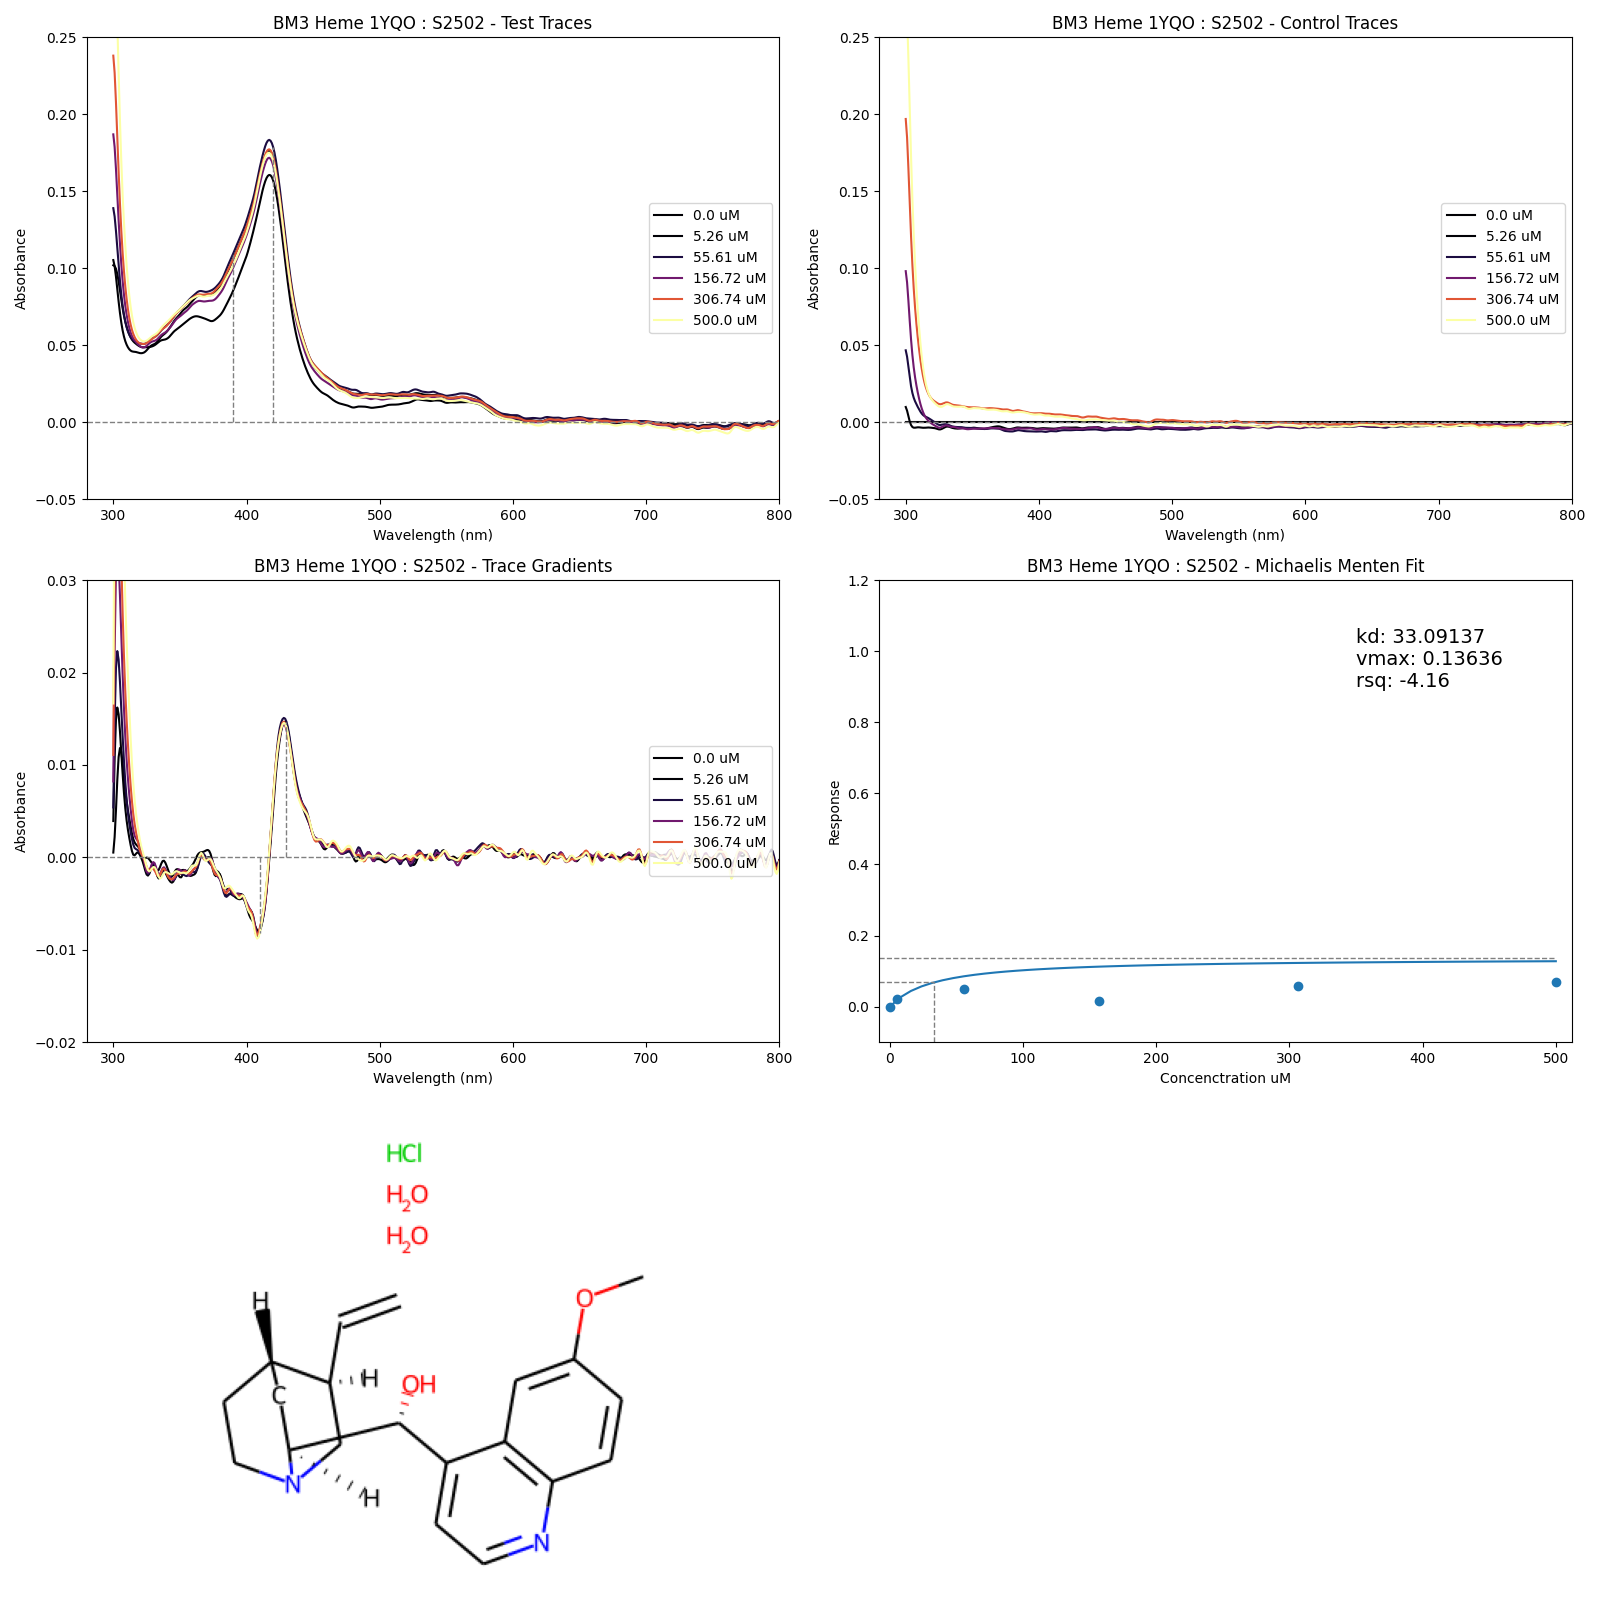 BM3 Heme 1YQO : S2502 - Test Traces
0.25
0.20
0.15
0.10
0.05
0.00
−0.05
Absorbance
300 400 500 600 700 800
Wavelength (nm)
0.0 uM
5.26 uM
55.61 uM
156.72 uM
306.74 uM
500.0 uM
BM3 Heme 1YQO : S2502 - Control Traces
0.25
0.20
0.15
0.10
0.05
0.00
−0.05
Absorbance
300 400 500 600 700 800
Wavelength (nm)
0.0 uM
5.26 uM
55.61 uM
156.72 uM
306.74 uM
500.0 uM
BM3 Heme 1YQO : S2502 - Trace Gradients
0.03
0.02
0.01
0.00
−0.01
−0.02
Absorbance
300 400 500 600 700 800
Wavelength (nm)
0.0 uM
5.26 uM
55.61 uM
156.72 uM
306.74 uM
500.0 uM
BM3 Heme 1YQO : S2502 - Michaelis Menten Fit
1.2
1.0
0.8
0.6
0.4
0.2
0.0
Response
kd: 33.09137
vmax: 0.13636
rsq: -4.16
0 100 200 300 400 500
Concenctration uM
HCl
H2O
H2O
H
O
H
OH
C
N
H
N